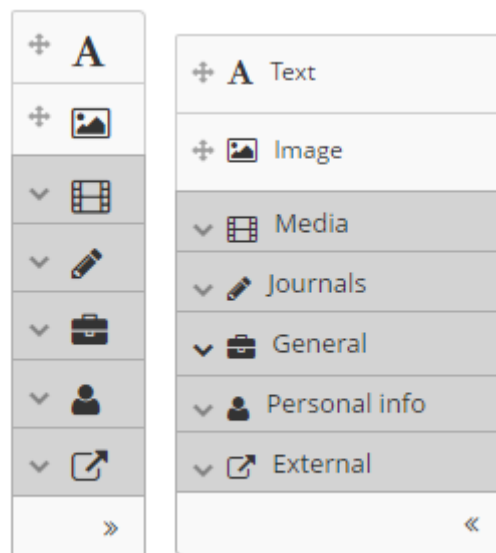 Text
Image
Media
Journals
General
Personal info
External